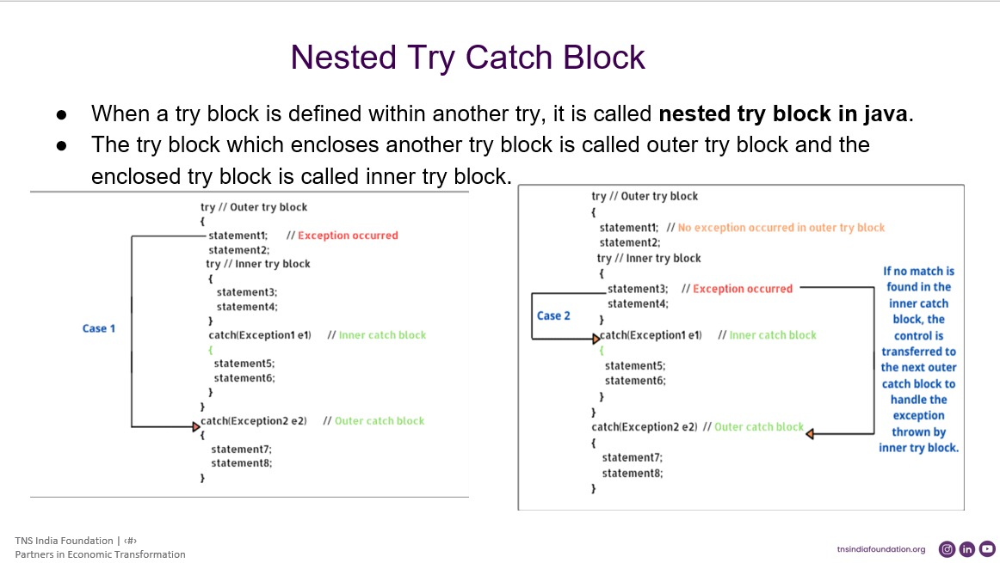 Nested Try Catch Block
● When a try block is defined within another try, it is called nested try block in java.
● The try block which encloses another try block is called outer try block and the
enclosed try block is called inner try block.
try // Outer try block
{
statement1; // Exception occurred
statement2;
try // Inner try block
{
statement3;
statement4;
}
Case 1
catch(Exception1 e1) // Inner catch block
{
statement5;
statement6;
}
}
catch(Exception2 e2) // Outer catch block
{
statement7;
statement8;
}
try // Outer try block
{
statement1; // No exception occurred in outer try block
statement2;
try // Inner try block
{
statement3; // Exception occurred
statement4;
}
Case 2
catch(Exception1 e1) // Inner catch block
{
statement5;
statement6;
}
}
catch(Exception2 e2) // Outer catch block
{
statement7;
statement8;
}
If no match is
found in the
inner catch
block, the
control is
transferred to
the next outer
catch block to
handle the
exception
thrown by
inner try block.
TNS India Foundation | ‹#›
Partners in Economic Transformation
tnsindiafoundation.org